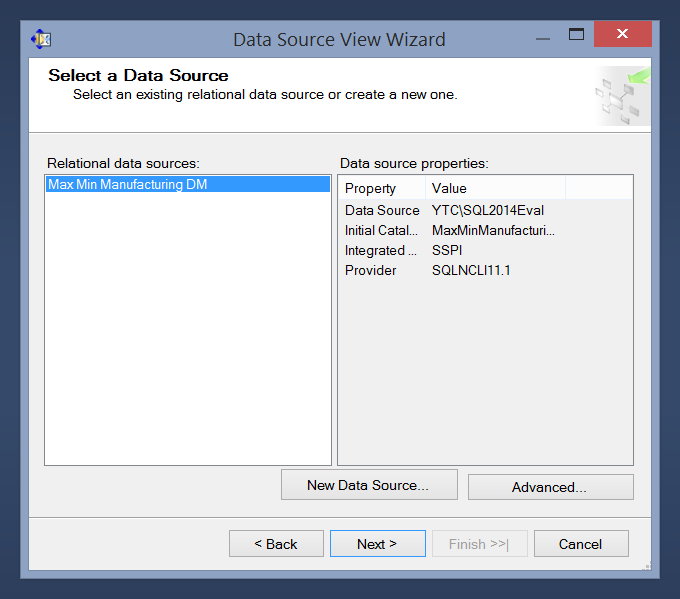 Data Source View Wizard
Select a Data Source
Select an existing relational data source or create a new one.
Relational data sources:
Max Min Manufacturing DM
Data source properties:
Property Value
Data Source YTC\SQL2014Eval
Initial Catal... MaxMinManufacturi...
Integrated ... SSPI
Provider SQLNCLI11.1
New Data Source...
Advanced...
< Back
Next >
Finish >>|
Cancel